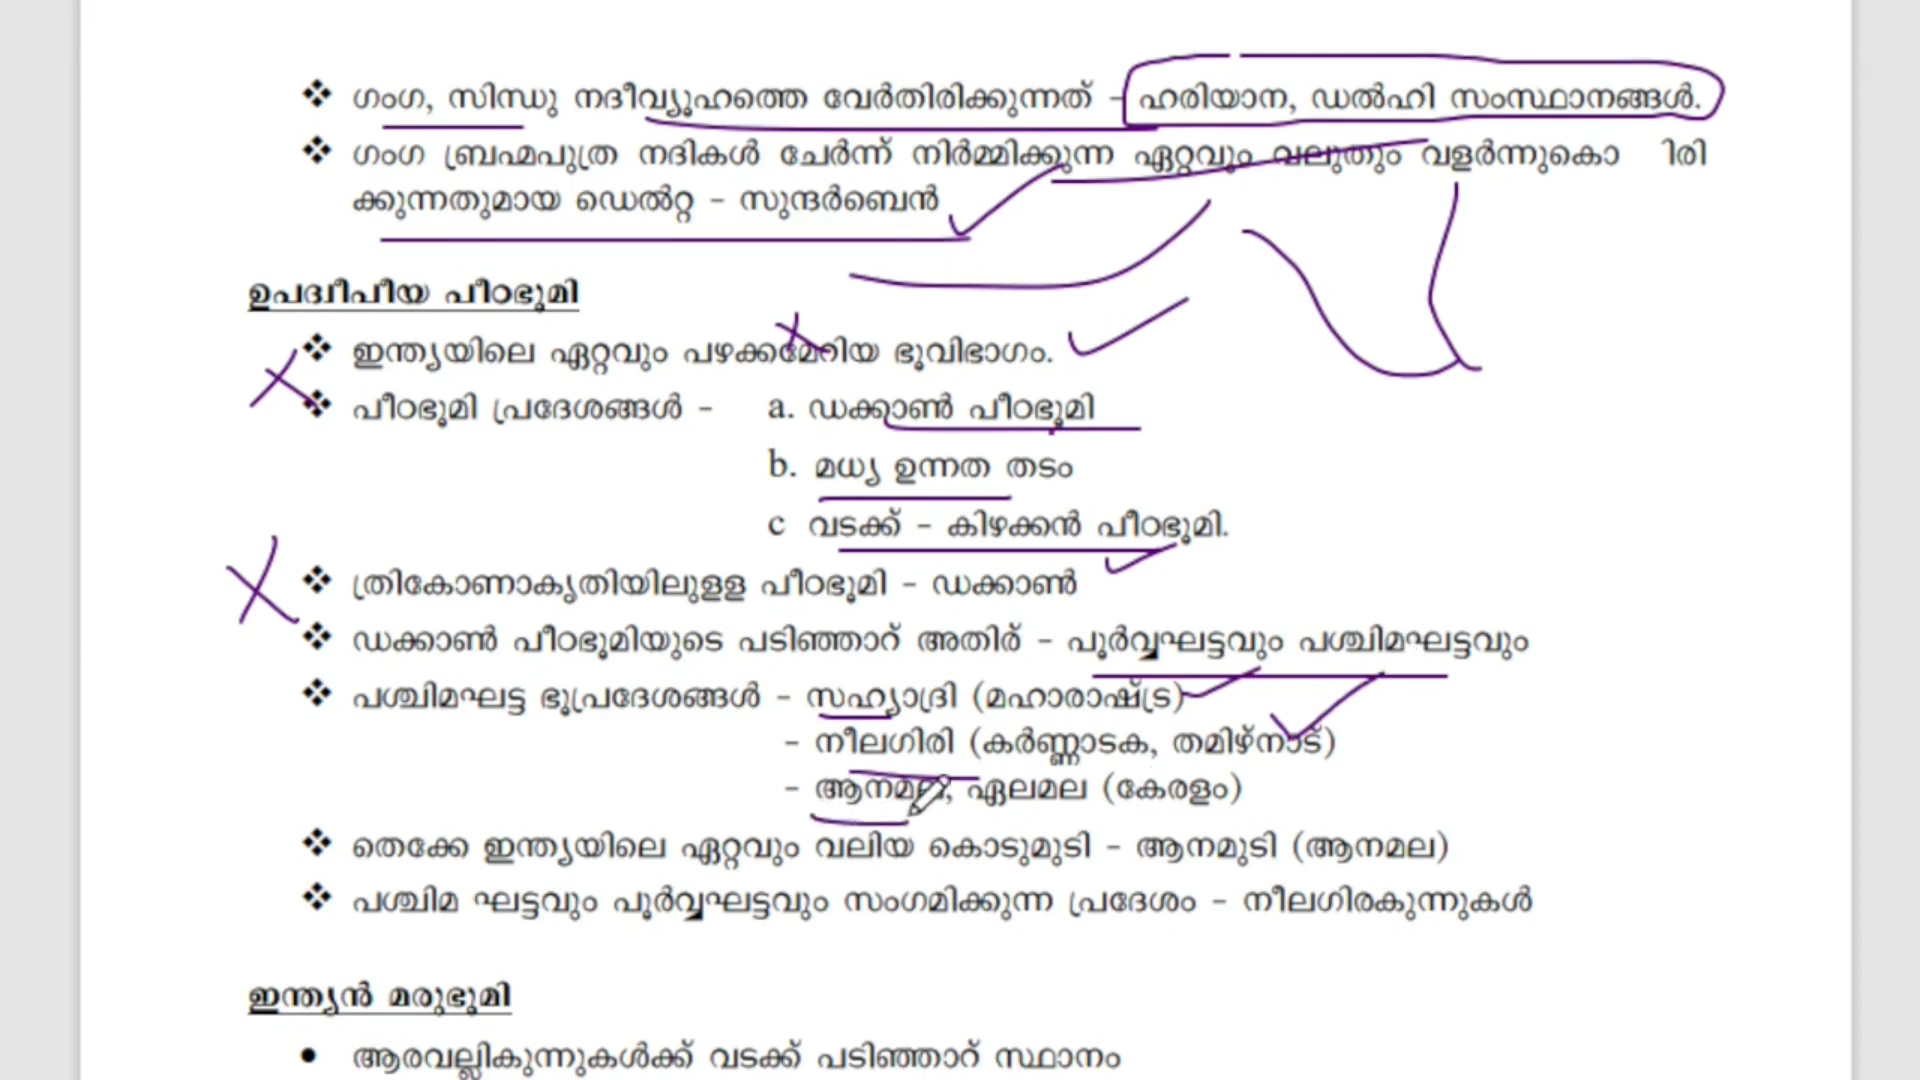 ❖ ഗംഗ, സിന്ധു നദീവ്യൂഹത്തെ വേർതിരിക്കുന്നത് - ഹരിയാന, ഡൽഹി സംസ്ഥാനങ്ങൾ.
❖ ഗംഗ ബ്രഹ്മപുത്ര നദികൾ ചേർന്ന് നിർമ്മിക്കുന്ന ഏറ്റവും വലുതും വളർന്നുകൊ ിരി
ക്കുന്നതുമായ ഡെൽറ്റ - സുന്ദർബെൻ
ഉപദ്വീപീയ പീഠഭൂമി
❖ ഇന്ത്യയിലെ ഏറ്റവും പഴക്കമേറിയ ഭൂവിഭാഗം.
❖ പീഠഭൂമി പ്രദേശങ്ങൾ - a. ഡക്കാൺ പീഠഭൂമി
b. മധ്യ ഉന്നത തടം
c വടക്ക് - കിഴക്കൻ പീഠഭൂമി.
❖ ത്രികോണാകൃതിയിലുളള പീഠഭൂമി - ഡക്കാൺ
❖ ഡക്കാൺ പീഠഭൂമിയുടെ പടിഞ്ഞാറ് അതിര് - പൂർവ്വഘട്ടവും പശ്ചിമഘട്ടവും
❖ പശ്ചിമഘട്ട ഭൂപ്രദേശങ്ങൾ - സഹ്യാദ്രി (മഹാരാഷ്ട്ര)
- നീലഗിരി (കർണ്ണാടക, തമിഴ്നാട്)
- ആനമല, ഏലമല (കേരളം)
❖ തെക്കേ ഇന്ത്യയിലെ ഏറ്റവും വലിയ കൊടുമുടി - ആനമുടി (ആനമല)
❖ പശ്ചിമ ഘട്ടവും പൂർവ്വഘട്ടവും സംഗമിക്കുന്ന പ്രദേശം - നീലഗിരകുന്നുകൾ
ഇന്ത്യൻ മരുഭൂമി
● ആരവല്ലികുന്നുകൾക്ക് വടക്ക് പടിഞ്ഞാറ് സ്ഥാനം